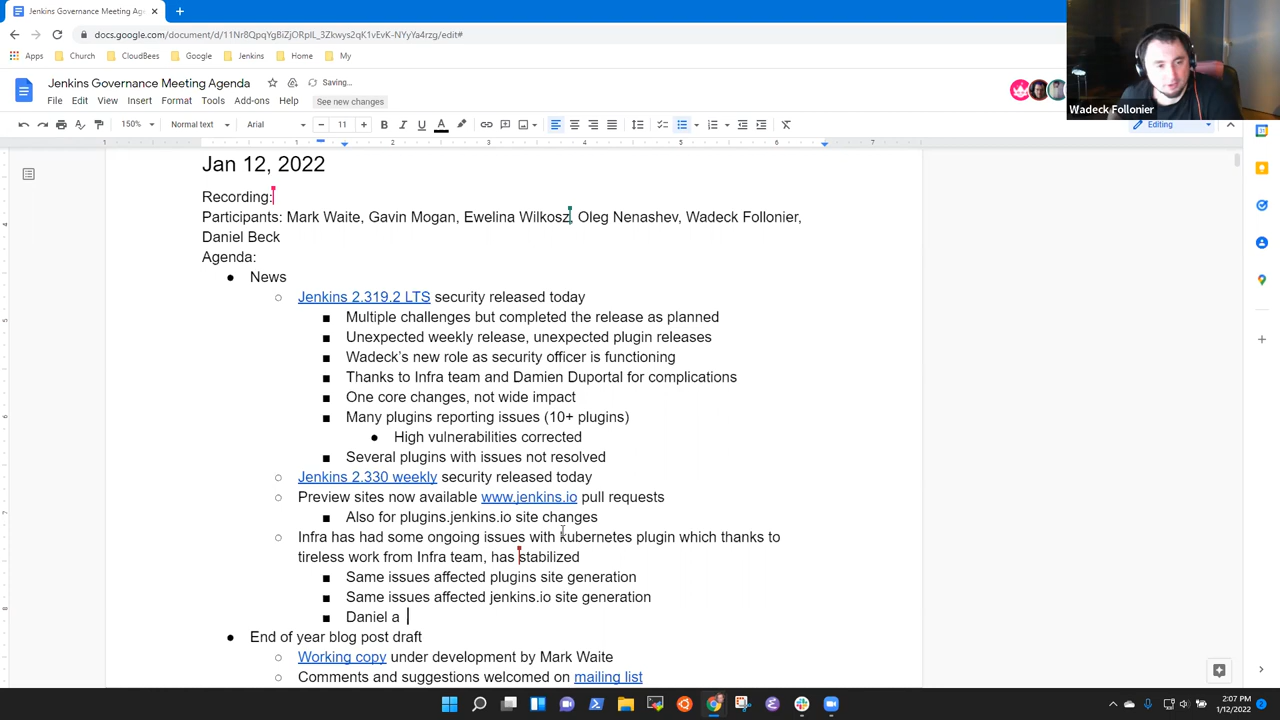 Jenkins Governance Meeting Ag
docs.google.com/document/d/11Nr8QpqYgBiZjORpIL_3Zkwys2qK1vEvK-NYyYa4rzg/edit#
Apps Church CloudBees Google Jenkins Home My
Wadeck Follonier
Jenkins Governance Meeting Agenda Saving...
File Edit View Insert Format Tools Add-ons Help See new changes
150% Normal text Arial 11 Editing
1 1 2 3 4 5 6 7
Jan 12, 2022
Recording:
Participants: Mark Waite, Gavin Mogan, Ewelina Wilkosz, Oleg Nenashev, Wadeck Follonier,
Daniel Beck
Agenda:
● News
○ Jenkins 2.319.2 LTS security released today
■ Multiple challenges but completed the release as planned
■ Unexpected weekly release, unexpected plugin releases
■ Wadeck's new role as security officer is functioning
■ Thanks to Infra team and Damien Duportal for complications
■ One core changes, not wide impact
■ Many plugins reporting issues (10+ plugins)
● High vulnerabilities corrected
■ Several plugins with issues not resolved
○ Jenkins 2.330 weekly security released today
○ Preview sites now available www.jenkins.io pull requests
■ Also for plugins.jenkins.io site changes
○ Infra has had some ongoing issues with kubernetes plugin which thanks to
tireless work from Infra team, has stabilized
■ Same issues affected plugins site generation
■ Same issues affected jenkins.io site generation
■ Daniel a
● End of year blog post draft
○ Working copy under development by Mark Waite
○ Comments and suggestions welcomed on mailing list
2:07 PM
1/12/2022